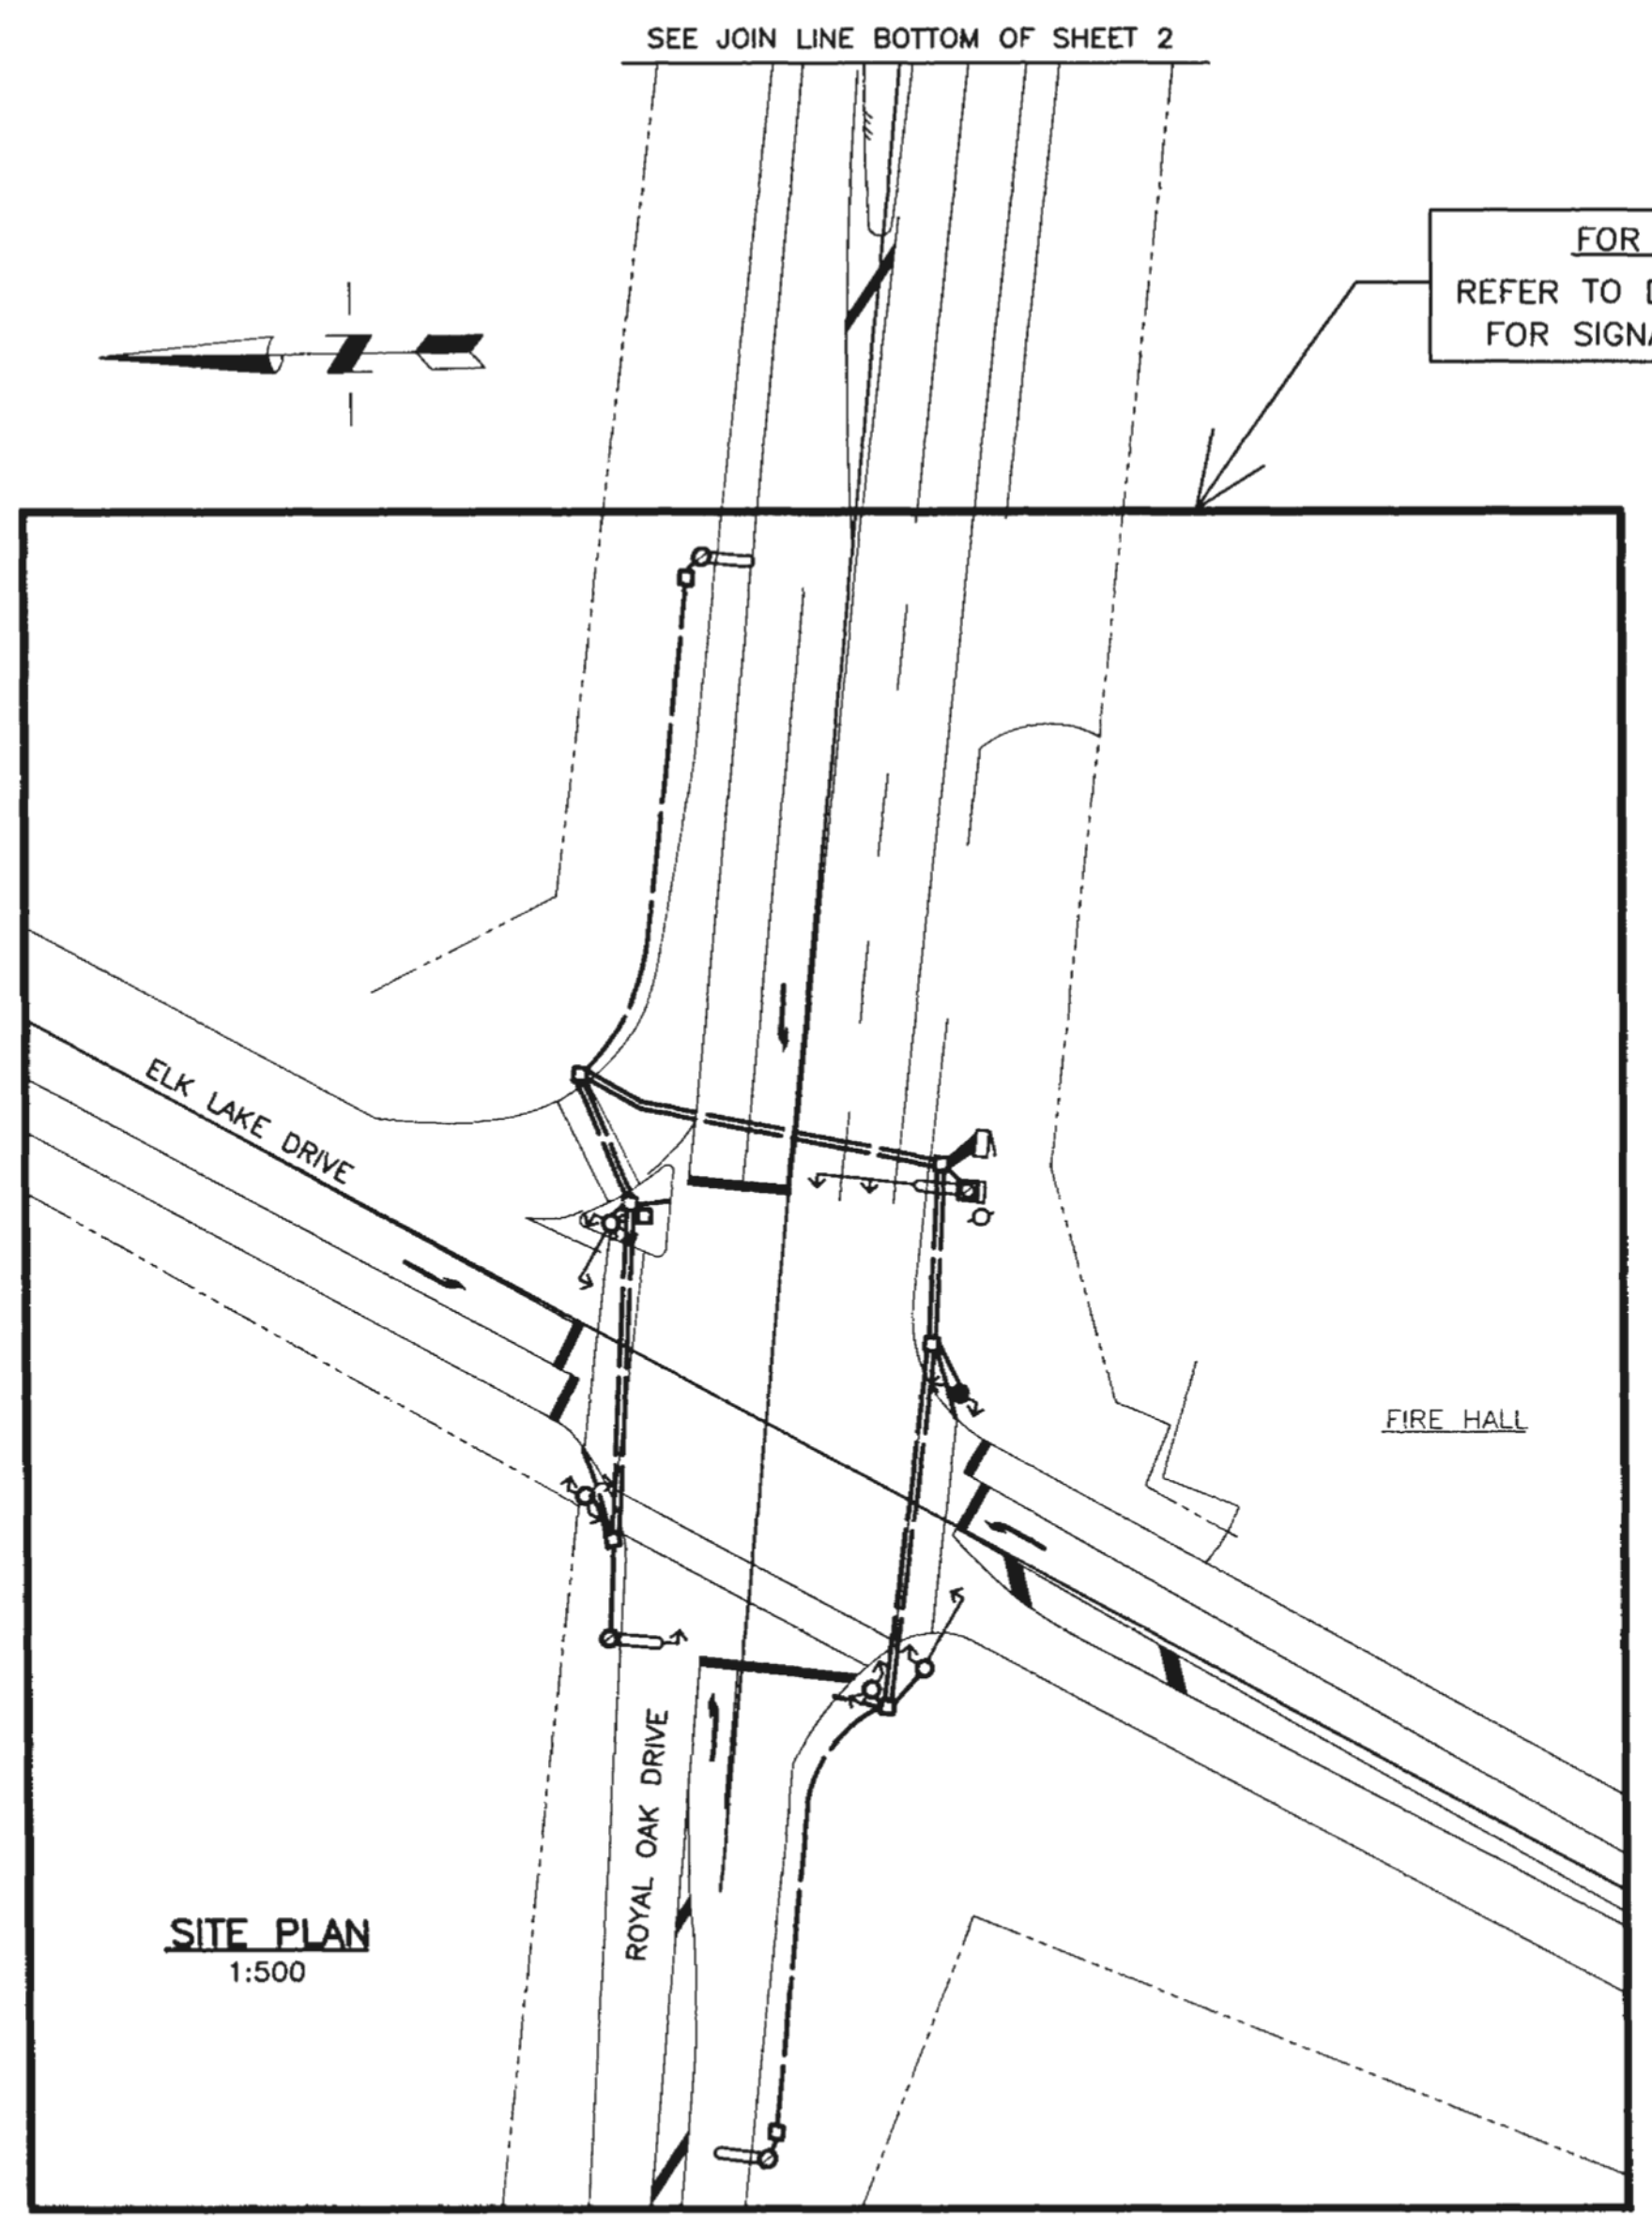 SEE JOIN LINE BOTTOM OF SHEET 2
FOR
REFER TO
FOR SIGNA
N
ELK LAKE DRIVE
FIRE HALL
ROYAL OAK DRIVE
SITE PLAN
1:500